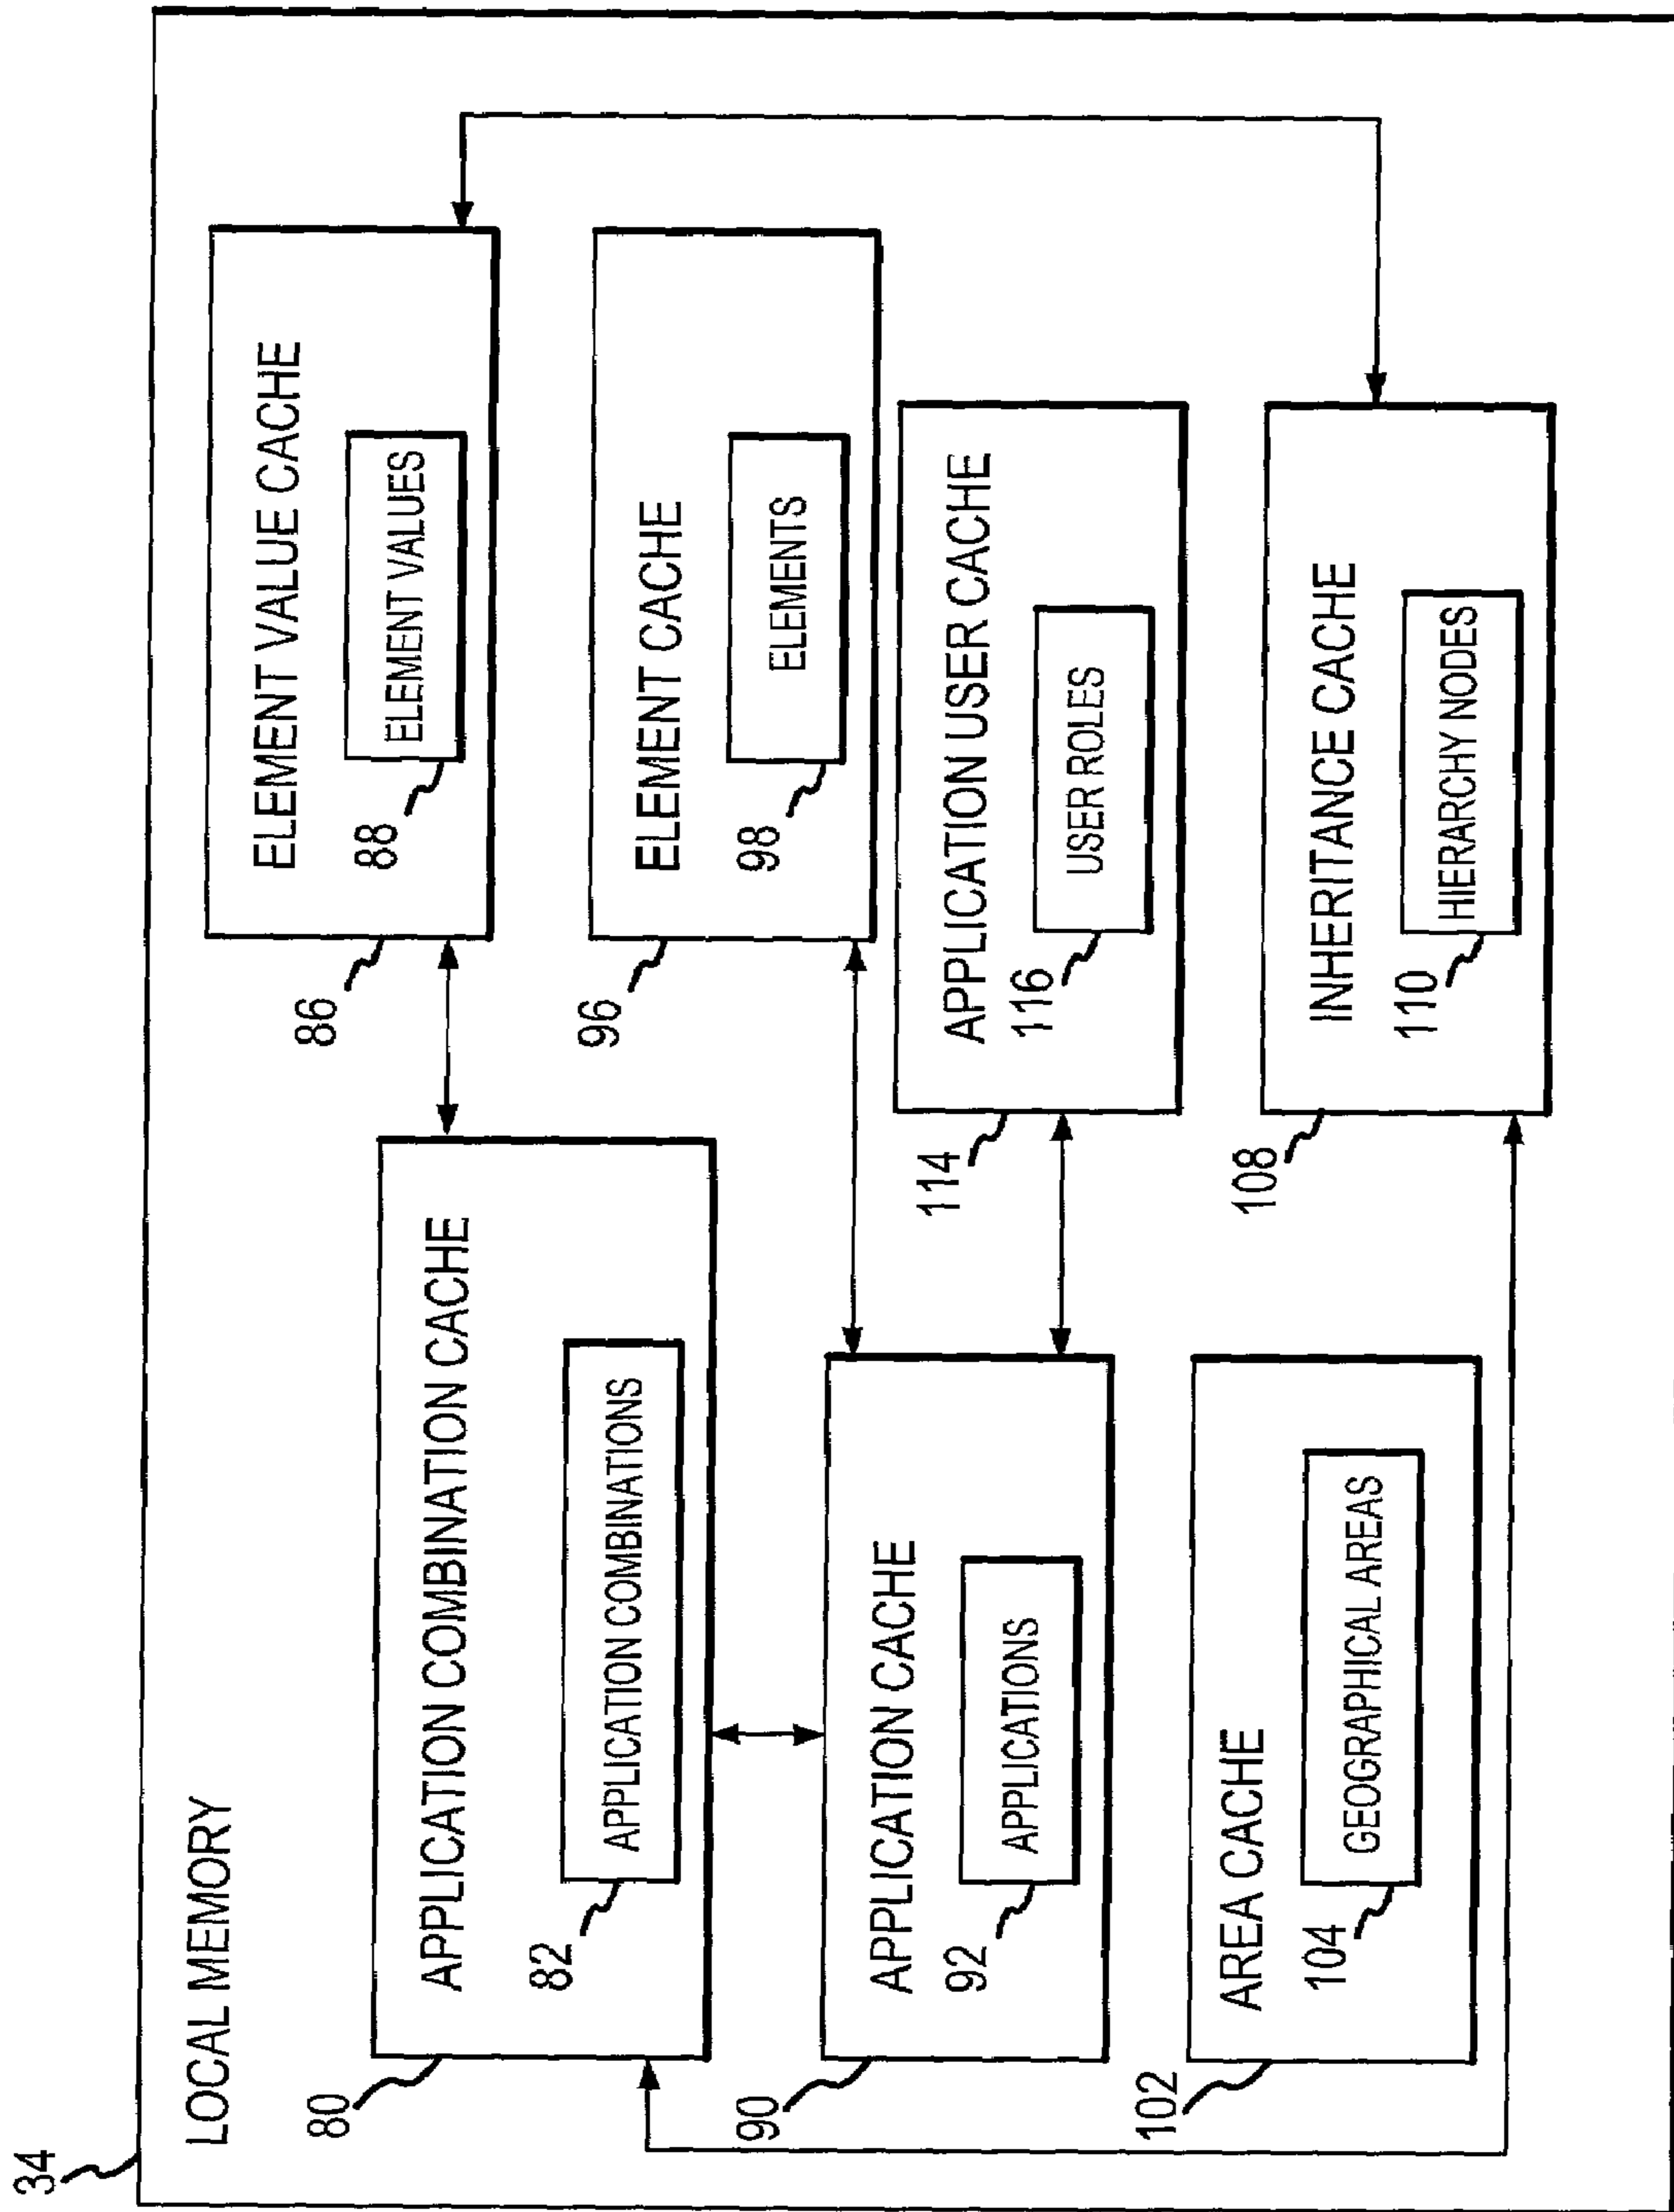 34
LOCAL MEMORY
80
APPLICATION COMBINATION CACHE
82
APPLICATION COMBINATIONS
86
ELEMENT VALUE CACHE
88
ELEMENT VALUES
90
APPLICATION CACHE
92
APPLICATIONS
96
ELEMENT CACHE
98
ELEMENTS
114
APPLICATION USER CACHE
116
USER ROLES
102
AREA CACHE
104
GEOGRAPHICAL AREAS
108
INHERITANCE CACHE
110
HIERARCHY NODES